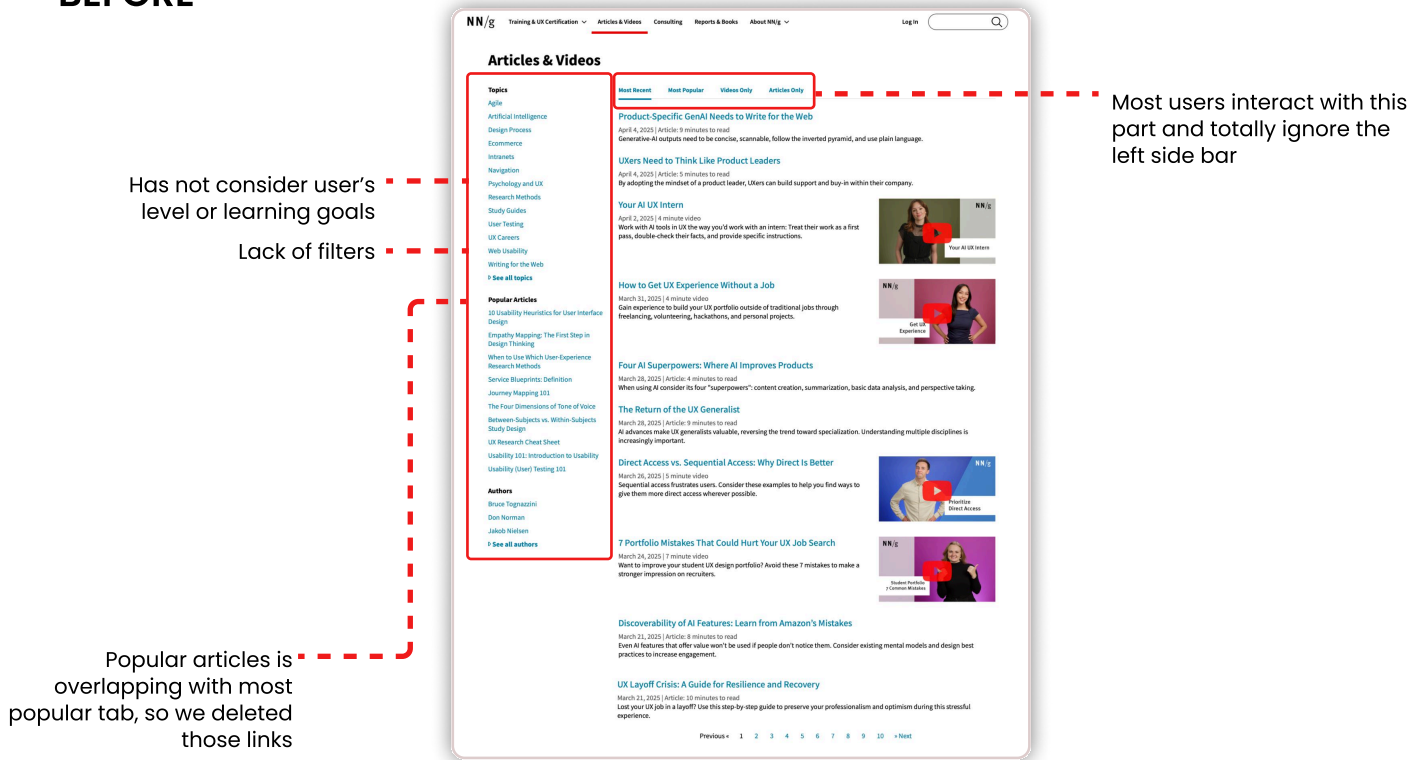 BEFORE
NN/g Training & UX Certification Articles & Videos Consulting Reports & Books About NN/g Log In
Articles & Videos
Topics
Agile
Artificial Intelligence
Design Process
Ecommerce
Intranets
Navigation
Psychology and UX
Research Methods
Study Guides
User Testing
UX Careers
Web Usability
Writing for the Web
See all topics
Popular Articles
10 Usability Heuristics for User Interface
Design
Empathy Mapping: The First Step in
Design Thinking
When to Use Which User-Experience
Research Methods
Service Blueprints: Definition
Journey Mapping 101
The Four Dimensions of Tone of Voice
Between-Subjects vs. Within-Subjects
Study Design
UX Research Cheat Sheet
Usability 101: Introduction to Usability
Usability (User) Testing 101
Authors
Bruce Tognazzini
Don Norman
Jakob Nielsen
See all authors
Most Recent Most Popular Videos Only Articles Only
Product-Specific GenAI Needs to Write for the Web
April 4, 2025 | Article: 9 minutes to read
Generative-AI outputs need to be concise, scannable, follow the inverted pyramid, and use plain language.
UXers Need to Think Like Product Leaders
April 4, 2025 | Article: 5 minutes to read
By adopting the mindset of a product leader, UXers can build support and buy-in within their company.
Your AI UX Intern
April 2, 2025 | 4 minute video
Work with AI tools in UX the way you'd work with an intern: Treat their work as a first
pass, double-check their facts, and provide specific instructions.
NN/g
Your AI UX Intern
How to Get UX Experience Without a Job
March 31, 2025 | 4 minute video
Gain experience to build your UX portfolio outside of traditional jobs through
freelancing, volunteering, hackathons, and personal projects.
NN/g
Get UX
Experience
Four AI Superpowers: Where AI Improves Products
March 28, 2025 | Article: 4 minutes to read
When using AI consider its four "superpowers": content creation, summarization, basic data analysis, and perspective taking.
The Return of the UX Generalist
March 28, 2025 | Article: 9 minutes to read
AI advances make UX generalists valuable, reversing the trend toward specialization. Understanding multiple disciplines is
increasingly important.
Direct Access vs. Sequential Access: Why Direct Is Better
March 26, 2025 | 5 minute video
Sequential access frustrates users. Consider these examples to help you find ways to
give them more direct access wherever possible.
NN/g
Prioritize
Direct Access
7 Portfolio Mistakes That Could Hurt Your UX Job Search
March 24, 2025 | 7 minute video
Want to improve your student UX design portfolio? Avoid these 7 mistakes to make a
stronger impression on recruiters.
NN/g
Student Portfolio
7 Common Mistakes
Discoverability of AI Features: Learn from Amazon's Mistakes
March 21, 2025 | Article: 8 minutes to read
Even AI features that offer value won't be used if people don't notice them. Consider existing mental models and design best
practices to increase engagement.
UX Layoff Crisis: A Guide for Resilience and Recovery
March 21, 2025 | Article: 10 minutes to read
Lost your UX job in a layoff? Use this step-by-step guide to preserve your professionalism and optimism during this stressful
experience.
Previous « 1 2 3 4 5 6 7 8 9 10 » Next
Has not consider user's
level or learning goals
Lack of filters
Popular articles is
overlapping with most
popular tab, so we deleted
those links
Most users interact with this
part and totally ignore the
left side bar